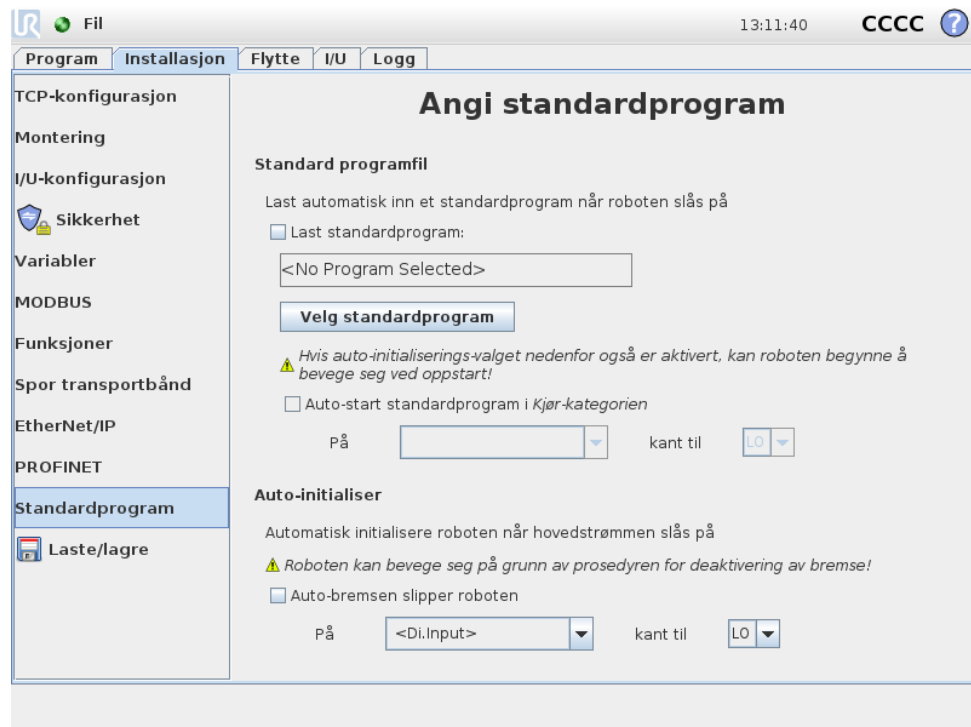 UR Fil 13:11:40 CCCC ?
Program Installasjon Flytte I/U Logg
TCP-konfigurasjon
Montering
I/U-konfigurasjon
Sikkerhet
Variabler
MODBUS
Funksjoner
Spor transportbånd
EtherNet/IP
PROFINET
Standardprogram
Laste/lagre
Angi standardprogram
Standard programfil
Last automatisk inn et standardprogram når roboten slås på
Last standardprogram:
<No Program Selected>
Velg standardprogram
Hvis auto-initialiserings-valget nedenfor også er aktivert, kan roboten begynne å
bevege seg ved oppstart!
Auto-start standardprogram i Kjør-kategorien
På kant til LO
Auto-initialiser
Automatisk initialisere roboten når hovedstrømmen slås på
Roboten kan bevege seg på grunn av prosedyren for deaktivering av bremse!
Auto-bremsen slipper roboten
På <Di.Input> kant til LO